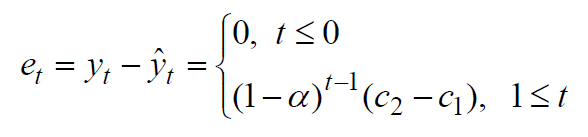 0, t ≤ 0
e_t = y_t − ŷ_t =
(1−α)^{t−1}(c_2 − c_1), 1 ≤ t